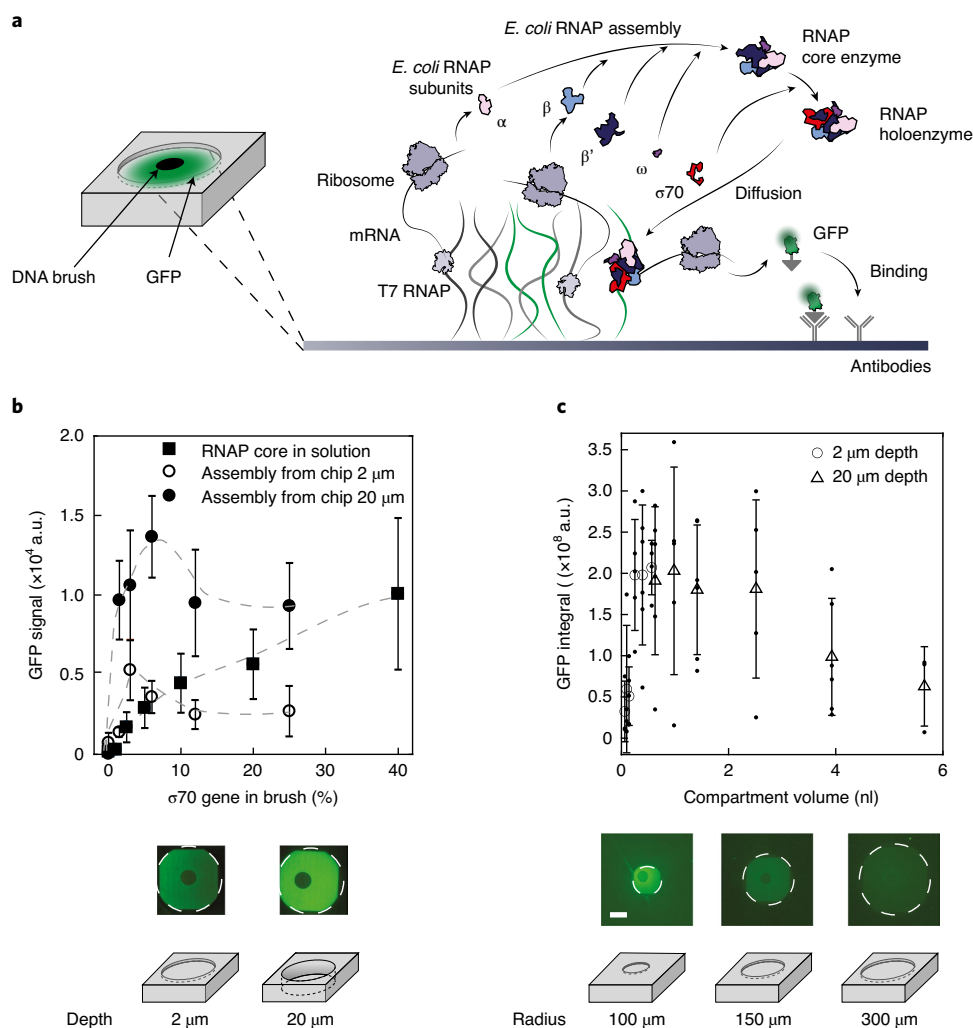 a
E. coli RNAP assembly
RNAP
core enzyme
E. coli RNAP
subunits
α
β
β’
ω
σ70
RNAP
holoenzyme
Ribosome
Diffusion
mRNA
GFP
DNA brush
GFP
T7 RNAP
Binding
Antibodies
b
2.0
1.5
1.0
0.5
0
GFP signal (×10⁴ a.u.)
RNAP core in solution
Assembly from chip 2 μm
Assembly from chip 20 μm
0
10
20
30
40
σ70 gene in brush (%)
Depth
2 μm
20 μm
c
3.5
3.0
2.5
2.0
1.5
1.0
0.5
0
GFP integral ((×10⁸ a.u.)
2 μm depth
20 μm depth
0
2
4
6
Compartment volume (nl)
Radius
100 μm
150 μm
300 μm